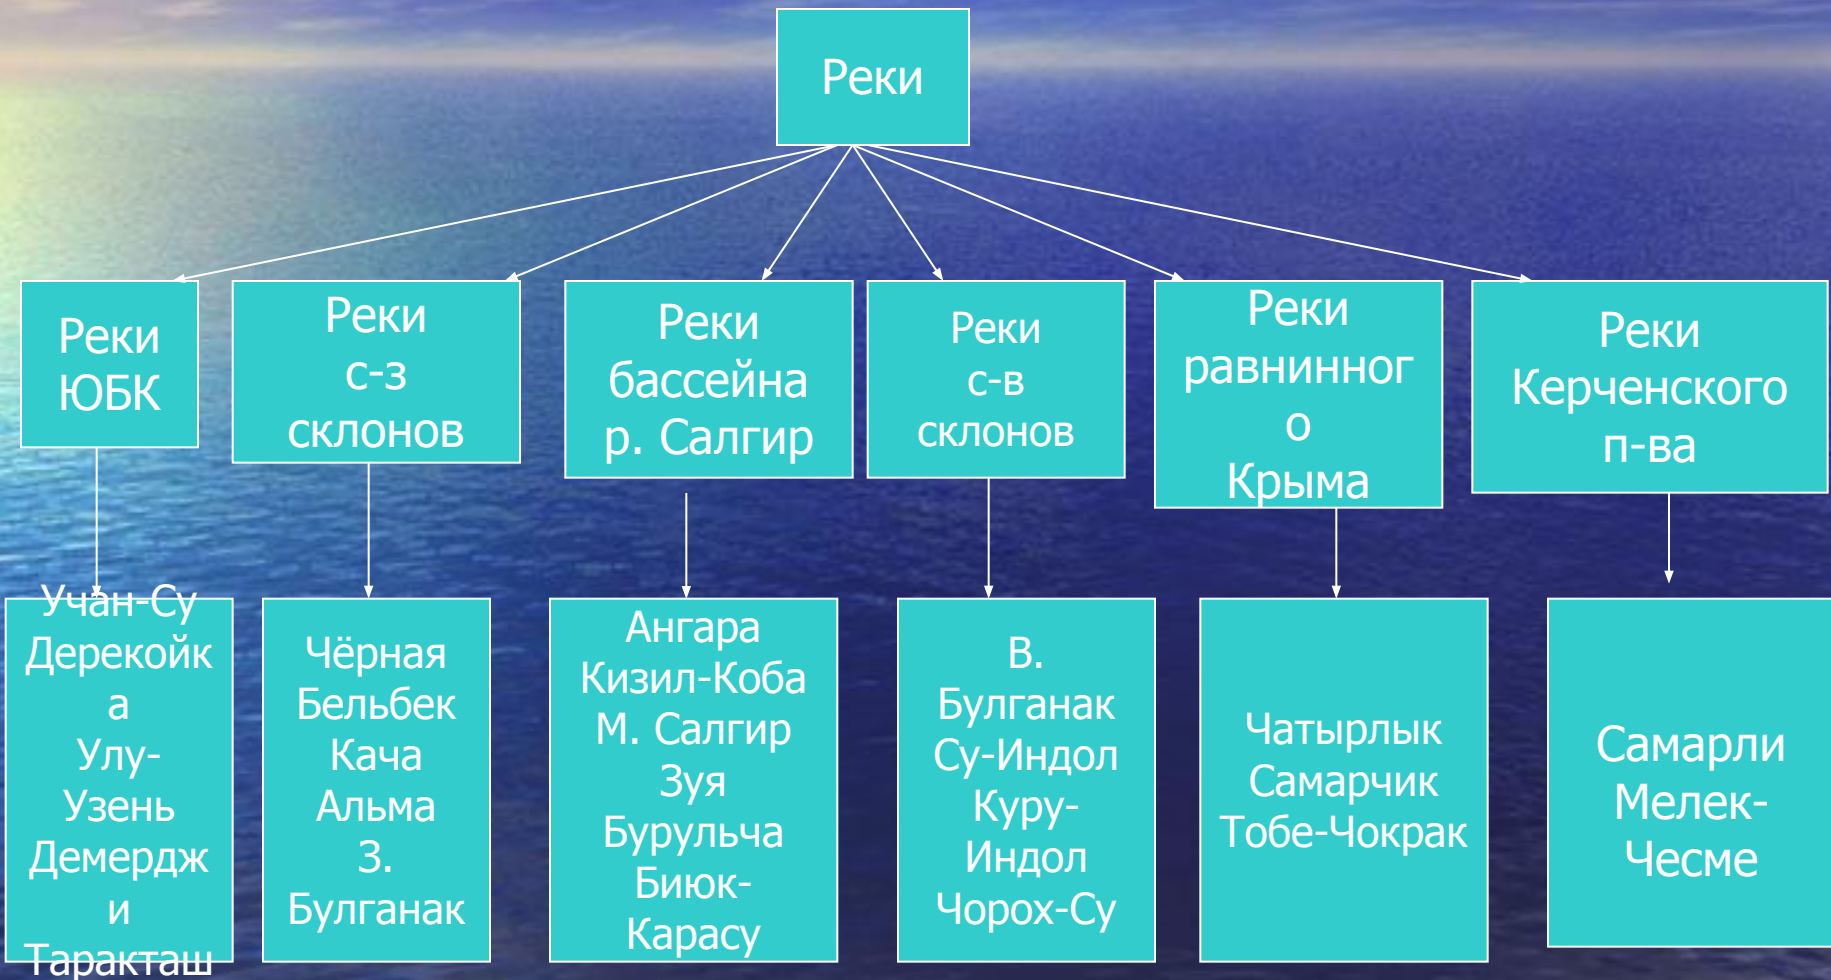 Реки
Реки
ЮБК
Реки
с-з
склонов
Реки
бассейна
р. Салгир
Реки
с-в
склонов
Реки
равнинног
о
Крыма
Реки
Керченского
п-ва
Учан-Су
Дерекойк
а
Улу-
Узень
Демердж
и
Таракташ
Чёрная
Бельбек
Кача
Альма
З.
Булганак
Ангара
Кизил-Коба
М. Салгир
Зуя
Бурульча
Биюк-
Карасу
В.
Булганак
Су-Индол
Куру-
Индол
Чорох-Су
Чатырлык
Самарчик
Тобе-Чокрак
Самарли
Мелек-
Чесме